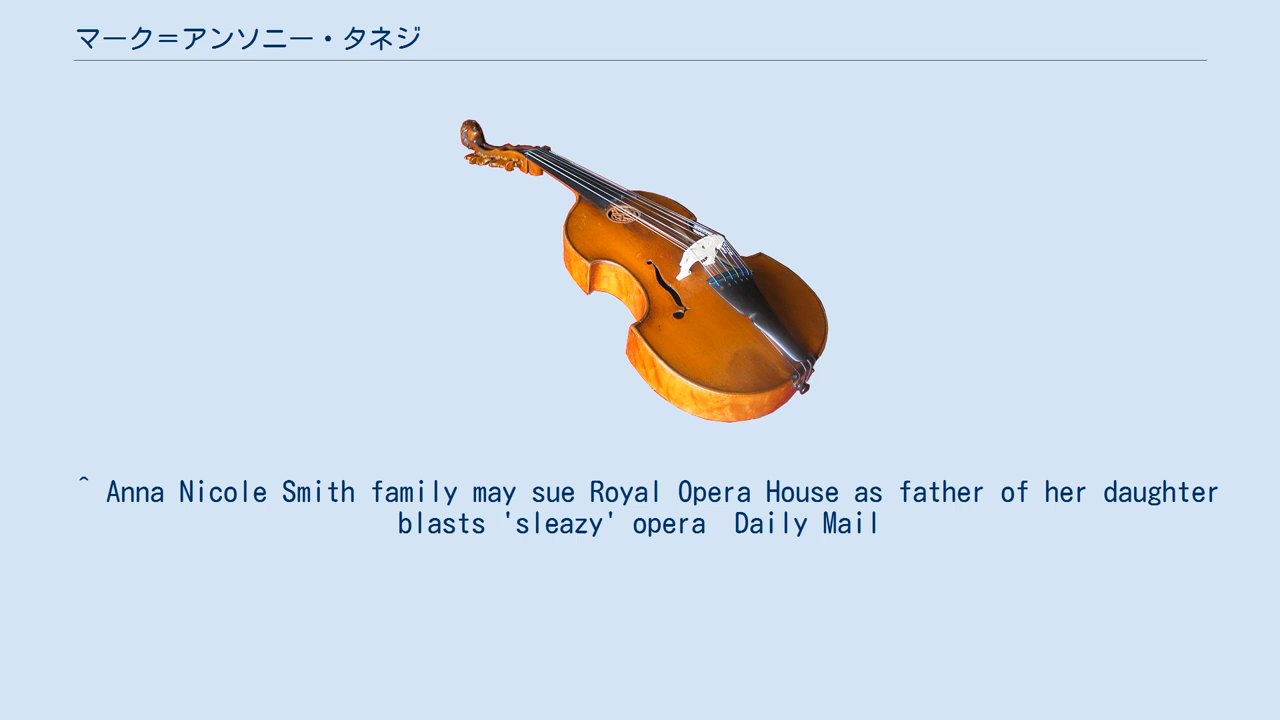 マーク＝アンソニー・タネジ
^ Anna Nicole Smith family may sue Royal Opera House as father of her daughter
blasts 'sleazy' opera  Daily Mail